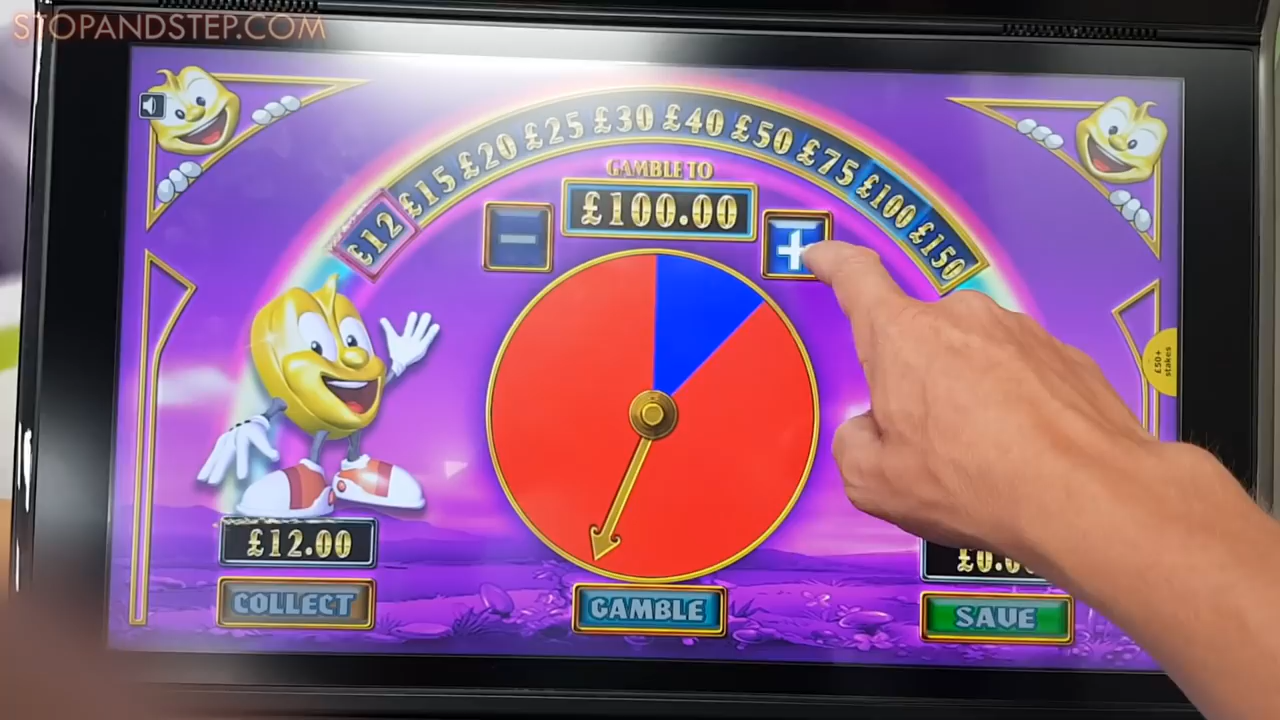 STOPANDSTEP.COM
£12 £15 £20 £25 £30 £40 £50 £75 £100 £150
GAMBLE TO
£100.00
£50+
stakes
£12.00
COLLECT
GAMBLE
SAVE